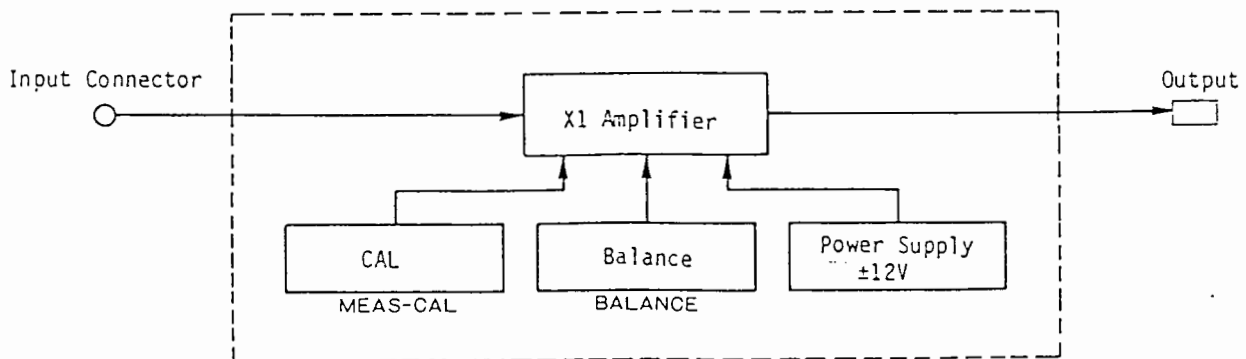 Input Connector
Output
X1 Amplifier
CAL
Balance
Power Supply
±12V
MEAS-CAL
BALANCE